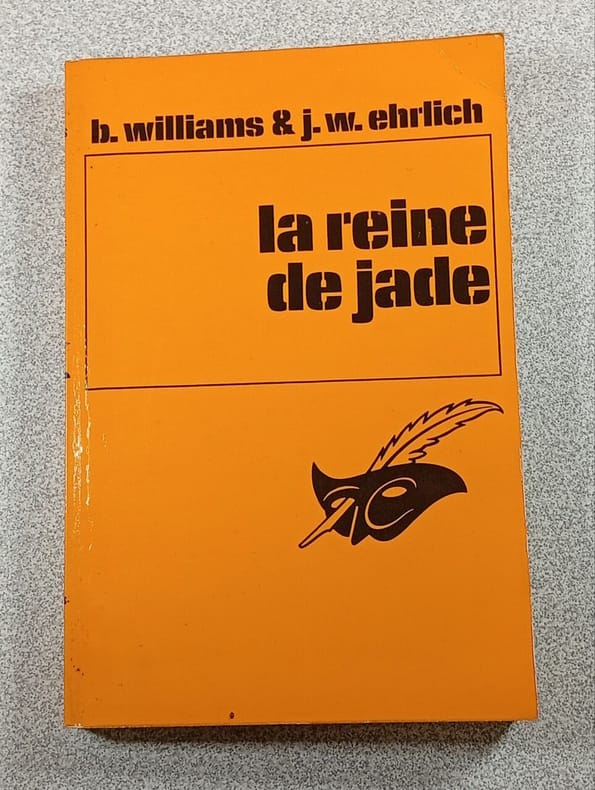 b. williams & j. w. ehrlich
la reine
de jade